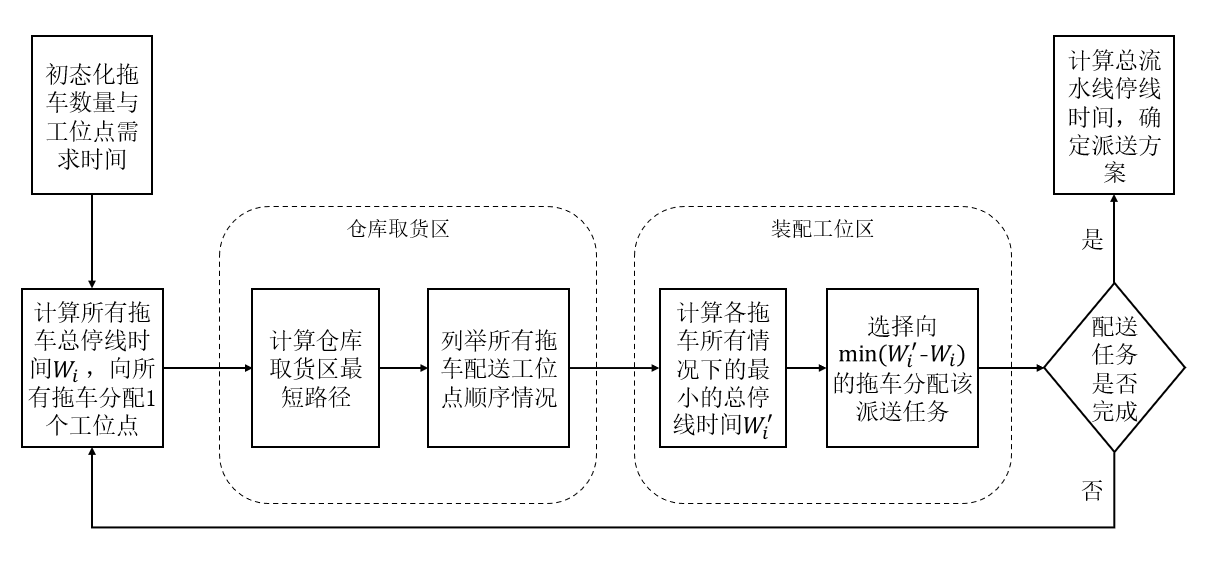 初态化拖
车数量与
工位点需
求时间
计算总流
水线停线
时间，确
定派送方
案
仓库取货区
装配工位区
是
计算所有拖
车总停线时
间Wi ，向所
有拖车分配1
个工位点
计算仓库
取货区最
短路径
列举所有拖
车配送工位
点顺序情况
计算各拖
车所有情
况下的最
小的总停
线时间Wi′
选择向
min(Wi′-Wi)
的拖车分配该
派送任务
配送
任务
是否
完成
否